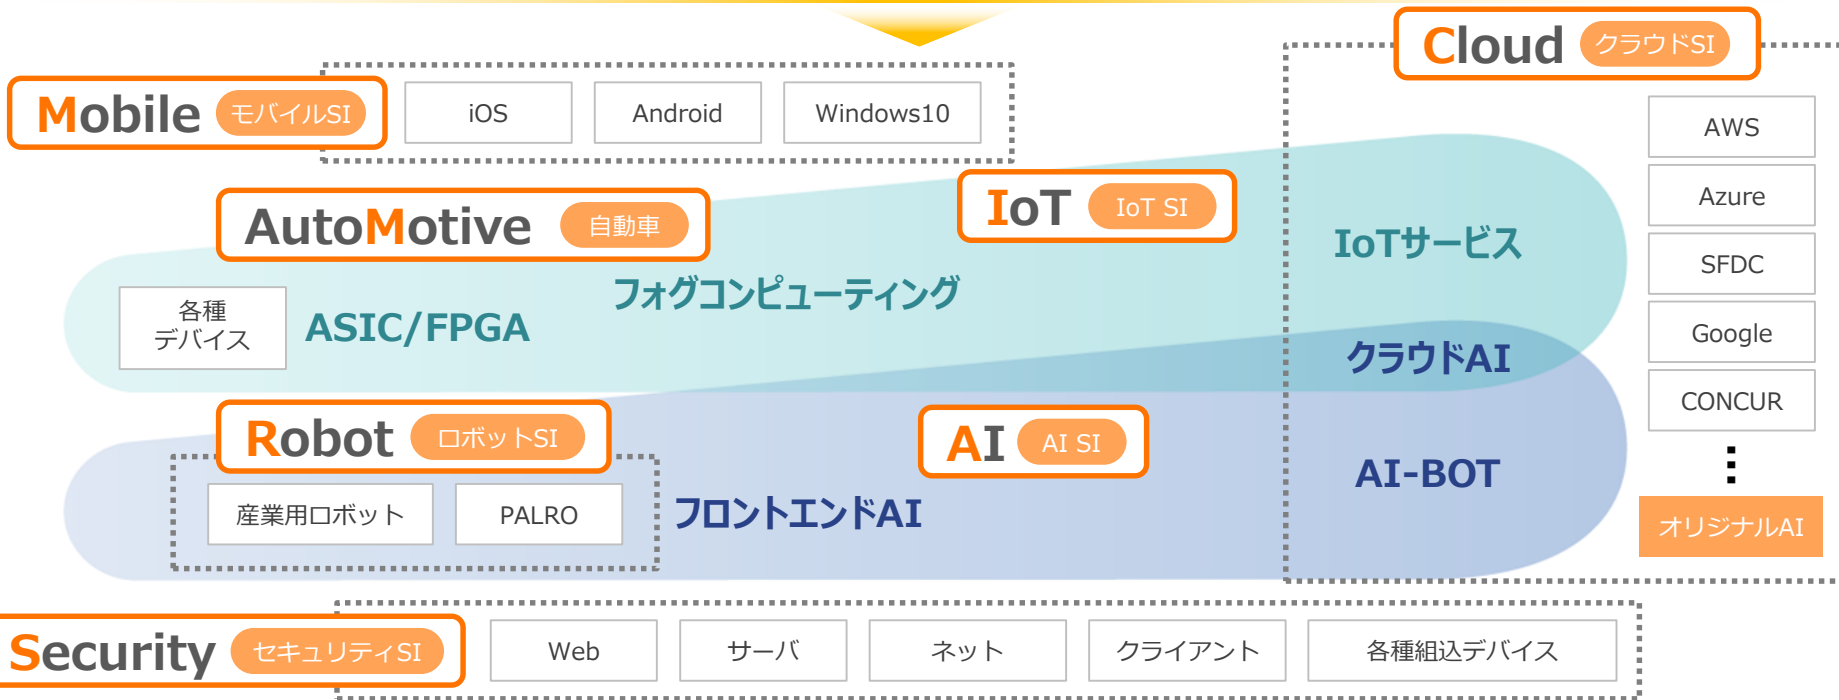 Cloud クラウドSI
Mobile モバイルSI
iOS
Android
Windows10
AWS
AutoMotive 自動車
IoT IoT SI
Azure
IoTサービス
SFDC
フォグコンピューティング
各種
デバイス
ASIC/FPGA
Google
クラウドAI
CONCUR
Robot ロボットSI
AI AI SI
AI-BOT
産業用ロボット
PALRO
フロントエンドAI
オリジナルAI
Security セキュリティSI
Web
サーバ
ネット
クライアント
各種組込デバイス